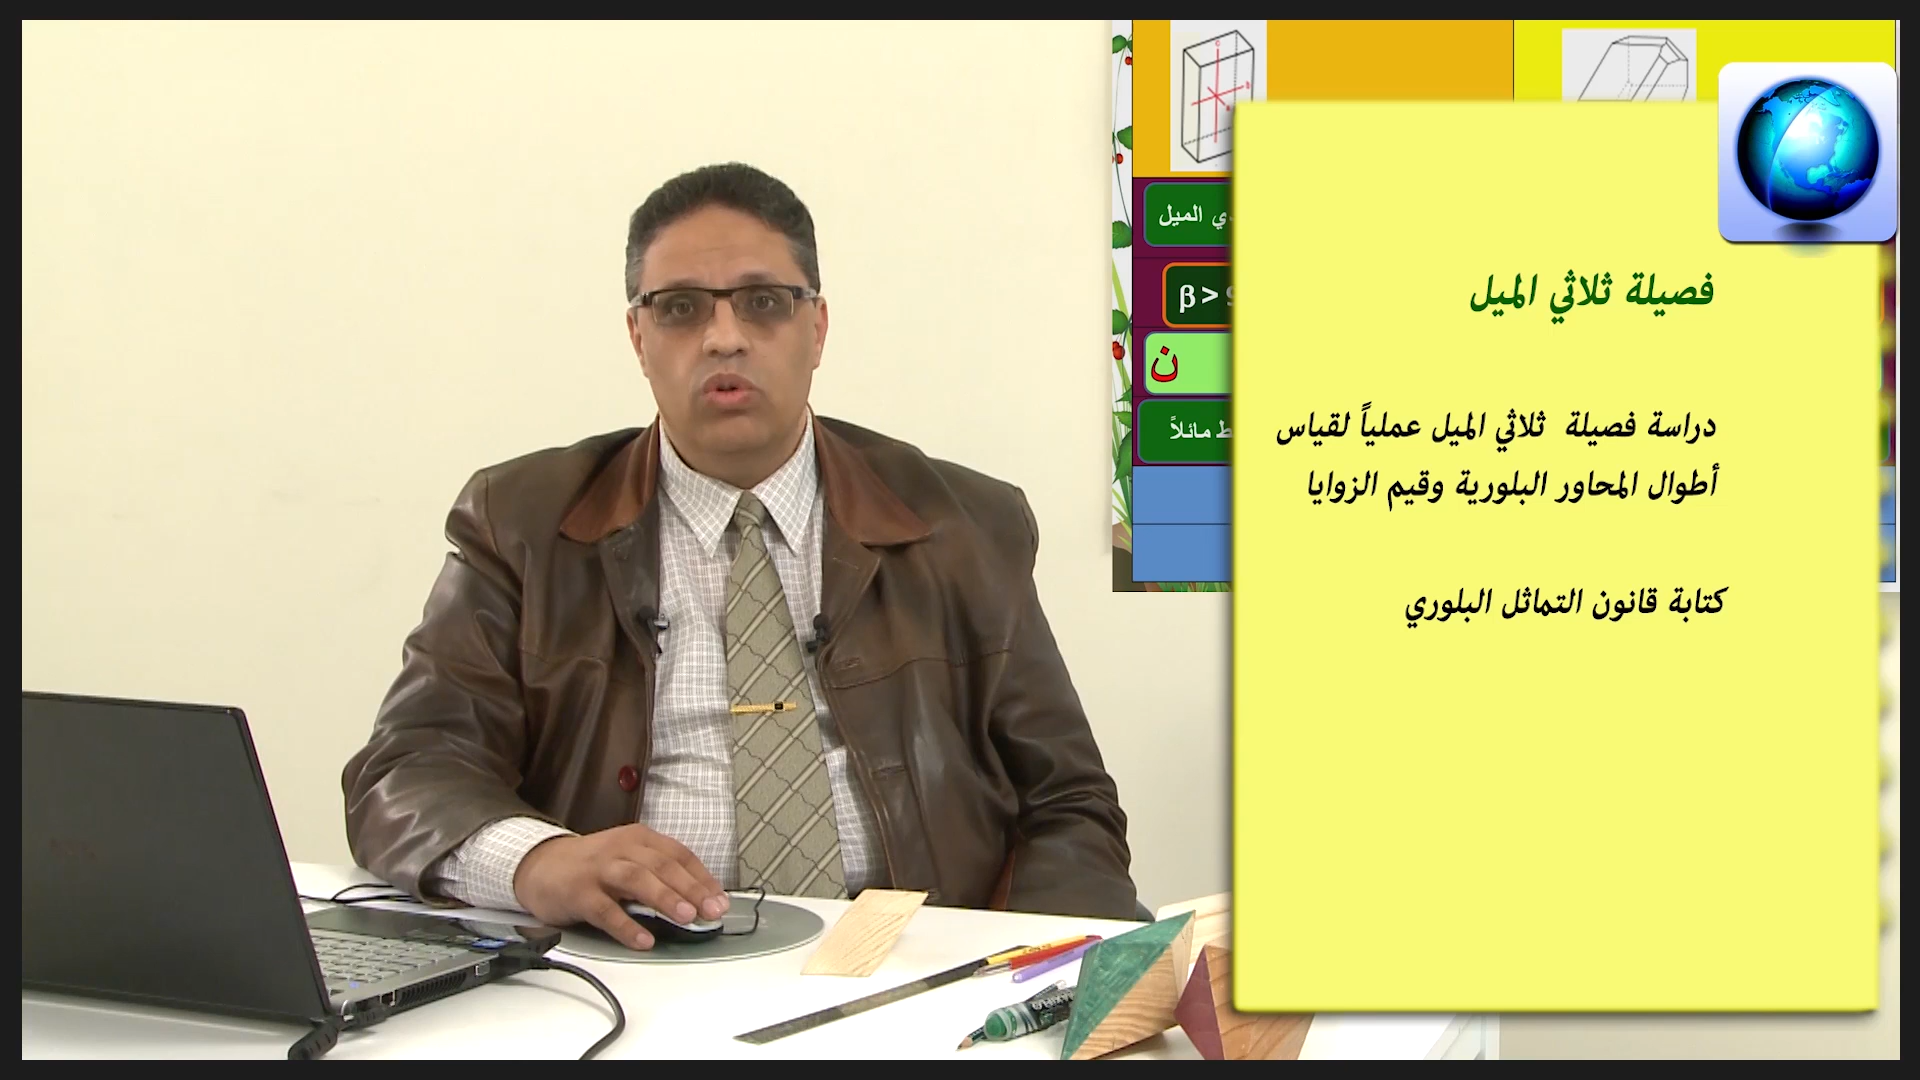 فصيلة ثلاثي الميل
دراسة فصيلة ثلاثي الميل عملياً لقياس
أطوال المحاور البلورية وقيم الزوايا
كتابة قانون التماثل البلوري
الميل
β >
ن
مائلاً